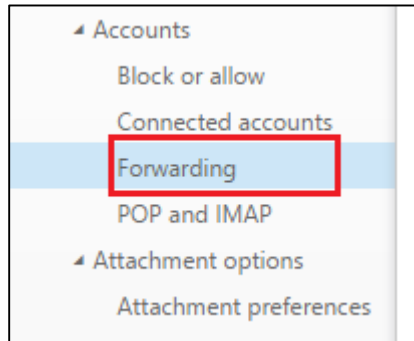 Accounts
Block or allow
Connected accounts
Forwarding
POP and IMAP
Attachment options
Attachment preferences